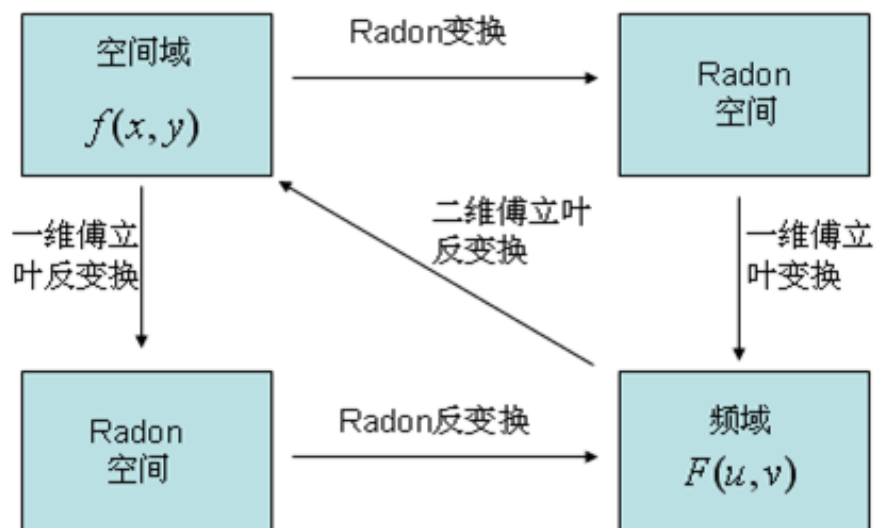 空间域
f(x, y)
Radon变换
Radon
空间
一维傅立
叶反变换
二维傅立叶
反变换
一维傅立
叶变换
Radon
空间
Radon反变换
频域
F(u,v)